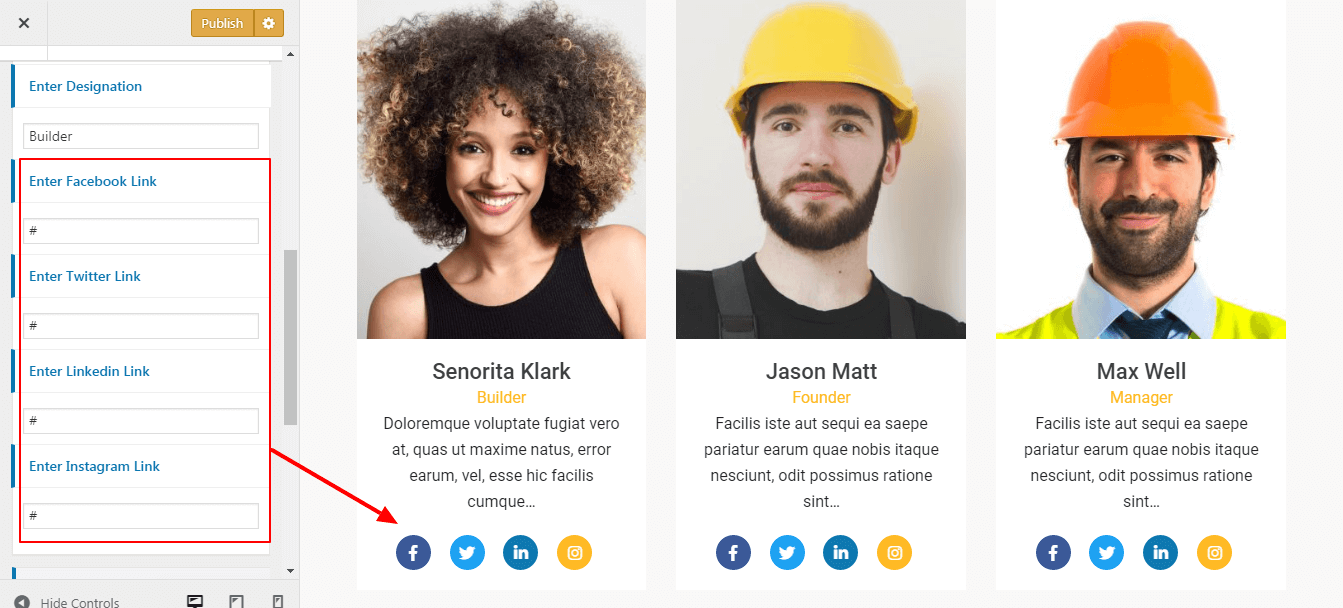 Publish
Enter Designation
Builder
Enter Facebook Link
#
Enter Twitter Link
#
Enter Linkedin Link
#
Enter Instagram Link
#
Hide Controls
Senorita Klark
Builder
Doloremque voluptate fugiat vero
at, quas ut maxime natus, error
earum, vel, esse hic facilis
cumque...
Jason Matt
Founder
Facilis iste aut sequi ea saepe
pariatur earum quae nobis itaque
nesciunt, odit possimus ratione
sint...
Max Well
Manager
Facilis iste aut sequi ea saepe
pariatur earum quae nobis itaque
nesciunt, odit possimus ratione
sint...